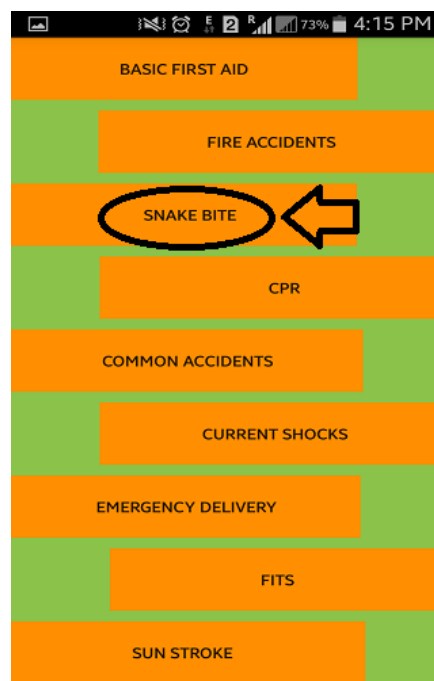 E 2 R 73% 4:15 PM
BASIC FIRST AID
FIRE ACCIDENTS
SNAKE BITE
CPR
COMMON ACCIDENTS
CURRENT SHOCKS
EMERGENCY DELIVERY
FITS
SUN STROKE